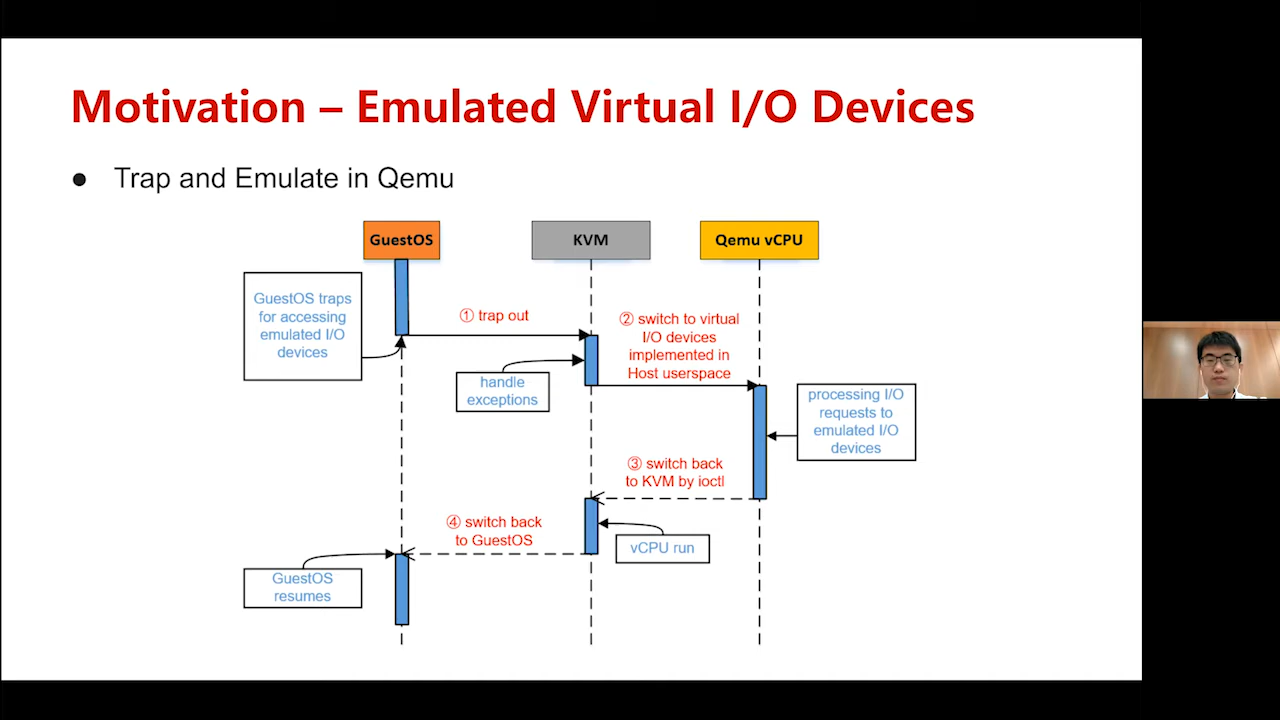 Motivation – Emulated Virtual I/O Devices
● Trap and Emulate in Qemu
GuestOS
KVM
Qemu vCPU
GuestOS traps
for accessing
emulated I/O
devices
① trap out
② switch to virtual
I/O devices
implemented in
Host userspace
handle
exceptions
processing I/O
requests to
emulated I/O
devices
③ switch back
to KVM by ioctl
④ switch back
to GuestOS
vCPU run
GuestOS
resumes